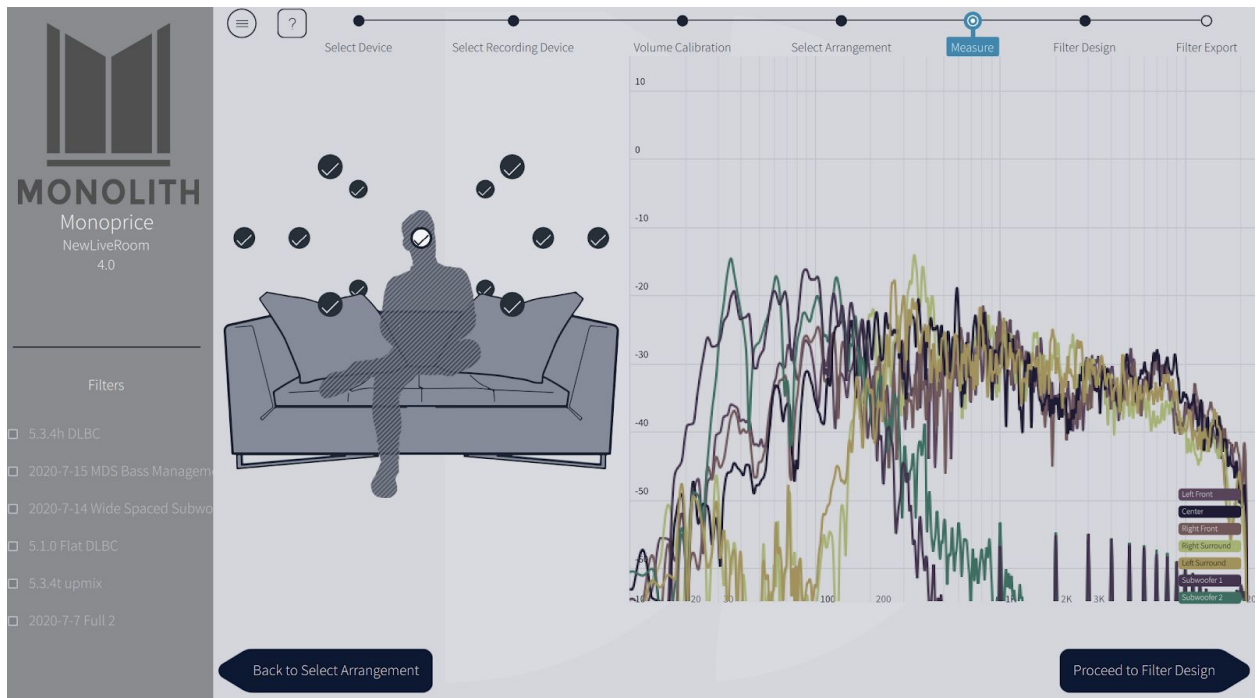 Select Device
Select Recording Device
Volume Calibration
Select Arrangement
Measure
Filter Design
Filter Export
?
MONOLITH
Monoprice
NewLiveRoom
4.0
Filters
5.3.4h DLBC
2020-7-15 MDS Bass Managem
2020-7-14 Wide Spaced Subwo
5.1.0 Flat DLBC
5.3.4t upmix
2020-7-7 Full 2
10
0
-10
-20
-30
-40
-50
-60
Left Front
Center
Right Front
Right Surround
Left Surround
Subwoofer 1
Subwoofer 2
10 20 30 100 200 1K 2K 3K 20
Back to Select Arrangement
Proceed to Filter Design